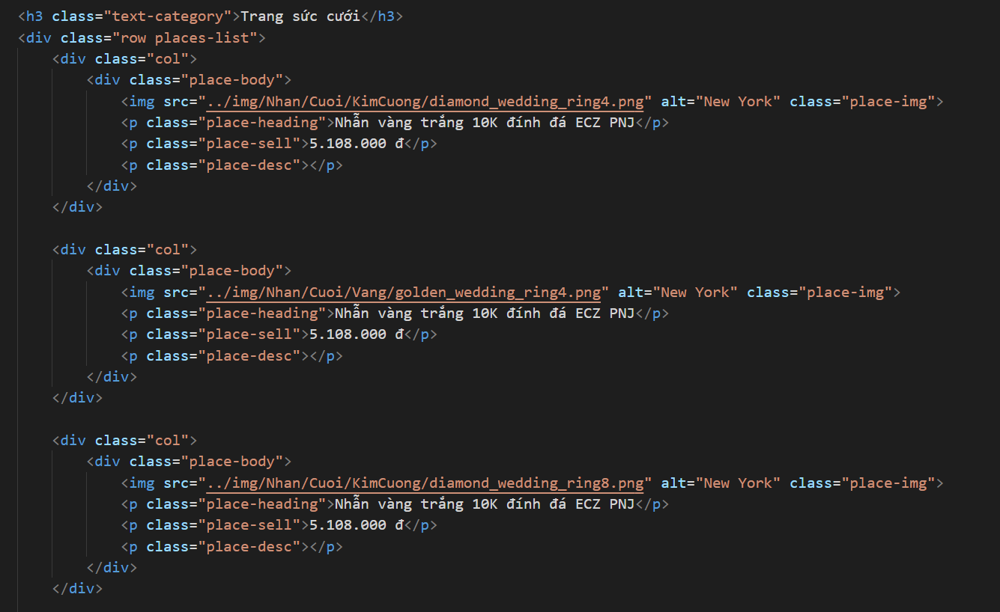 <h3 class="text-category">Trang sức cưới</h3>
<div class="row places-list">
    <div class="col">
        <div class="place-body">
            <img src="../img/Nhan/Cuoi/KimCuong/diamond_wedding_ring4.png" alt="New York" class="place-img">
            <p class="place-heading">Nhẫn vàng trắng 10K đính đá ECZ PNJ</p>
            <p class="place-sell">5.108.000 đ</p>
            <p class="place-desc"></p>
        </div>
    </div>

    <div class="col">
        <div class="place-body">
            <img src="../img/Nhan/Cuoi/Vang/golden_wedding_ring4.png" alt="New York" class="place-img">
            <p class="place-heading">Nhẫn vàng trắng 10K đính đá ECZ PNJ</p>
            <p class="place-sell">5.108.000 đ</p>
            <p class="place-desc"></p>
        </div>
    </div>

    <div class="col">
        <div class="place-body">
            <img src="../img/Nhan/Cuoi/KimCuong/diamond_wedding_ring8.png" alt="New York" class="place-img">
            <p class="place-heading">Nhẫn vàng trắng 10K đính đá ECZ PNJ</p>
            <p class="place-sell">5.108.000 đ</p>
            <p class="place-desc"></p>
        </div>
    </div>